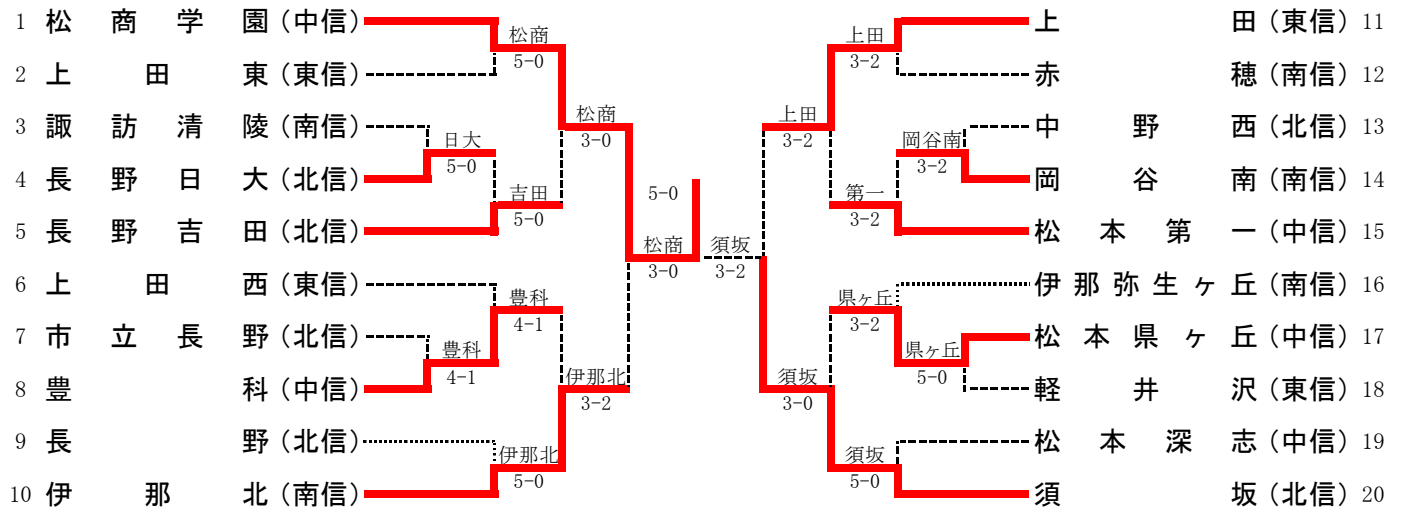 1 松商学園(中信)
松商
5-0
2 上田東(東信)
松商
3-0
3 諏訪清陵(南信)
日大
5-0
4 長野日大(北信)
吉田
5-0
5 長野吉田(北信)
5-0
松商
3-0
6 上田西(東信)
豊科
4-1
7 市立長野(北信)
豊科
4-1
8 豊科(中信)
伊那北
3-2
9 長野(北信)
伊那北
5-0
10 伊那北(南信)
上田(東信) 11
上田
3-2
赤穂(南信) 12
上田
3-2
中野西(北信) 13
岡谷南
3-2
岡谷南(南信) 14
第一
3-2
松本第一(中信) 15
須坂
3-2
伊那弥生ヶ丘(南信) 16
県ヶ丘
3-2
松本県ヶ丘(中信) 17
県ヶ丘
5-0
軽井沢(東信) 18
須坂
3-0
松本深志(中信) 19
須坂
5-0
須坂(北信) 20